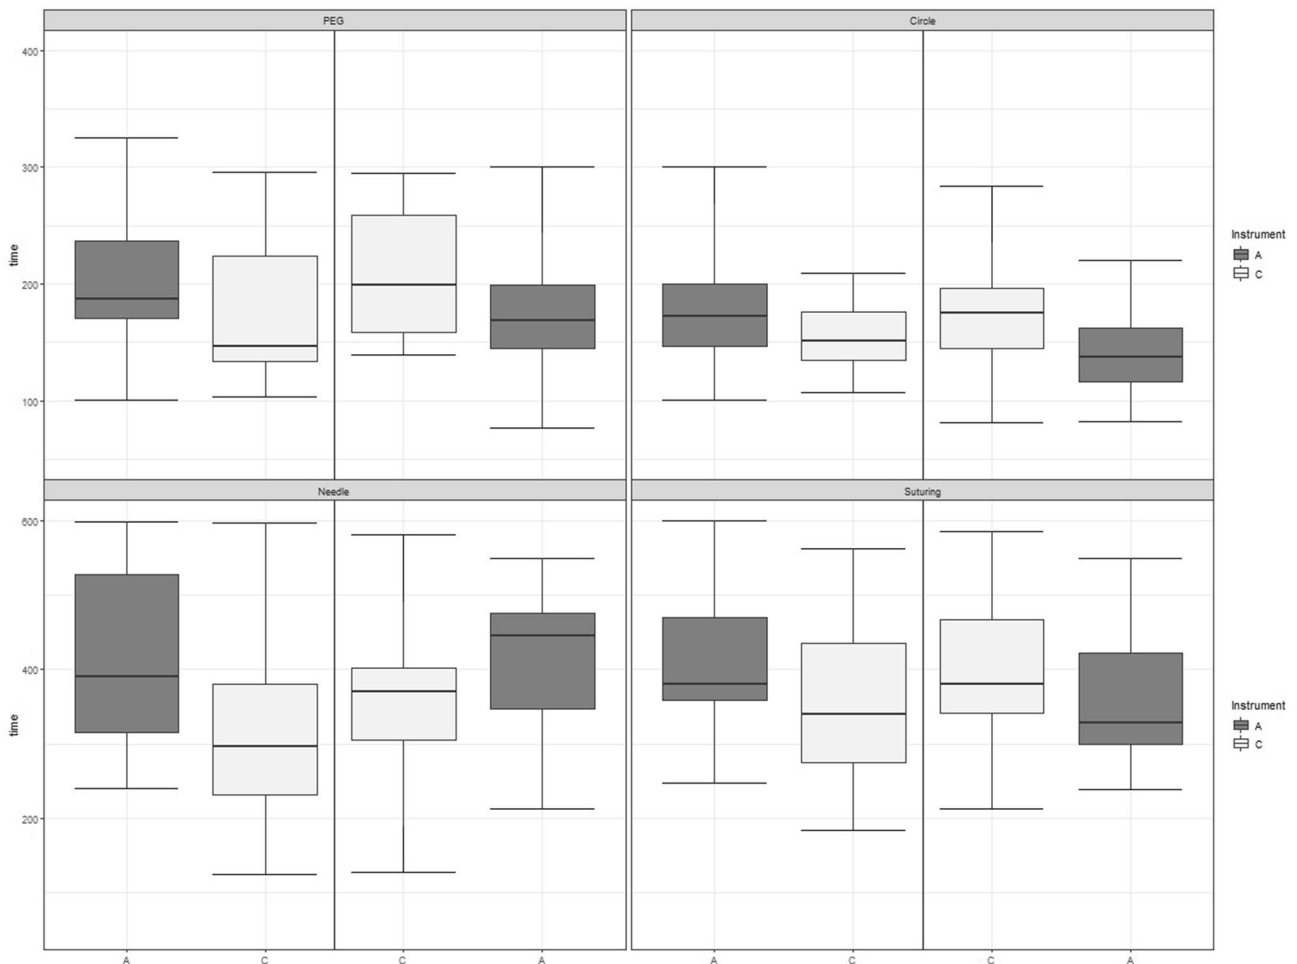 PEG
Circle
400
300
200
100
time
Instrument
A
C
Needle
Suturing
600
400
200
time
Instrument
A
C
A
C
C
A
A
C
C
A